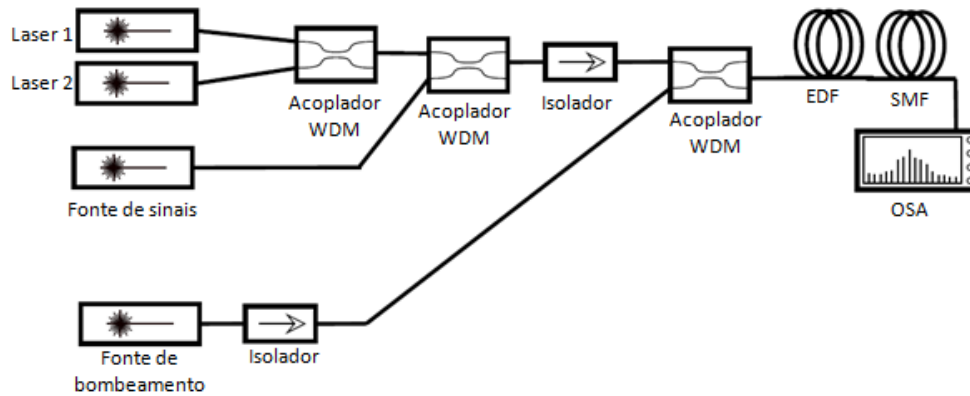 Laser 1
Laser 2
Acoplador
WDM
Acoplador
WDM
Isolador
Acoplador
WDM
EDF
SMF
OSA
Fonte de sinais
Fonte de
bombeamento
Isolador